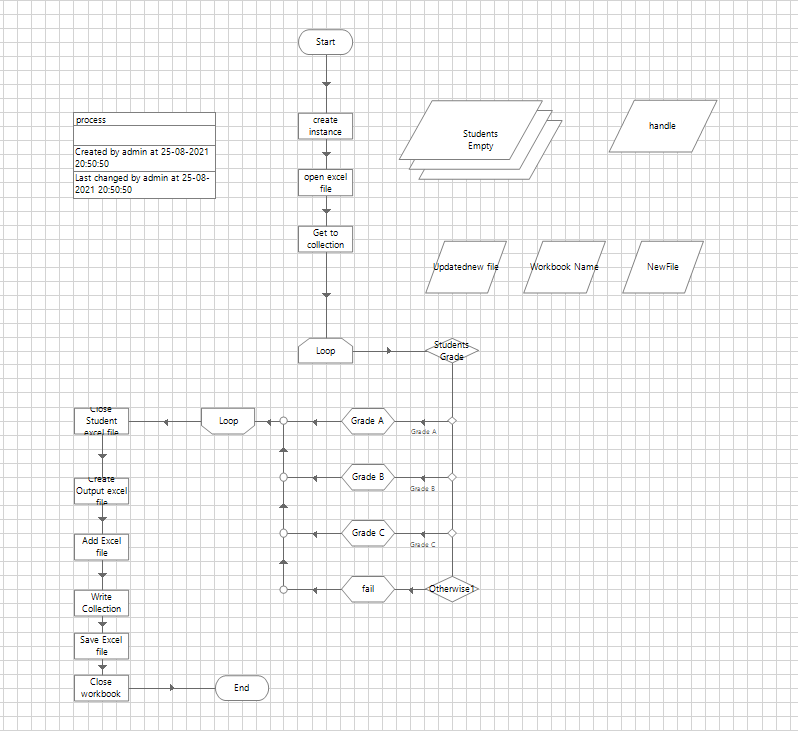 Start
process
Created by admin at 25-08-2021
20:50:50
Last changed by admin at 25-08-
2021 20:50:50
create
instance
open excel
file
Get to
collection
Students
Empty
handle
Updatednew file
Workbook Name
NewFile
Loop
Students
Grade
Close
Student
excel file
Loop
Grade A
Grade A
Create
Output excel
file
Grade B
Grade B
Add Excel
file
Grade C
Grade C
Write
Collection
fail
Otherwise1
Save Excel
file
Close
workbook
End